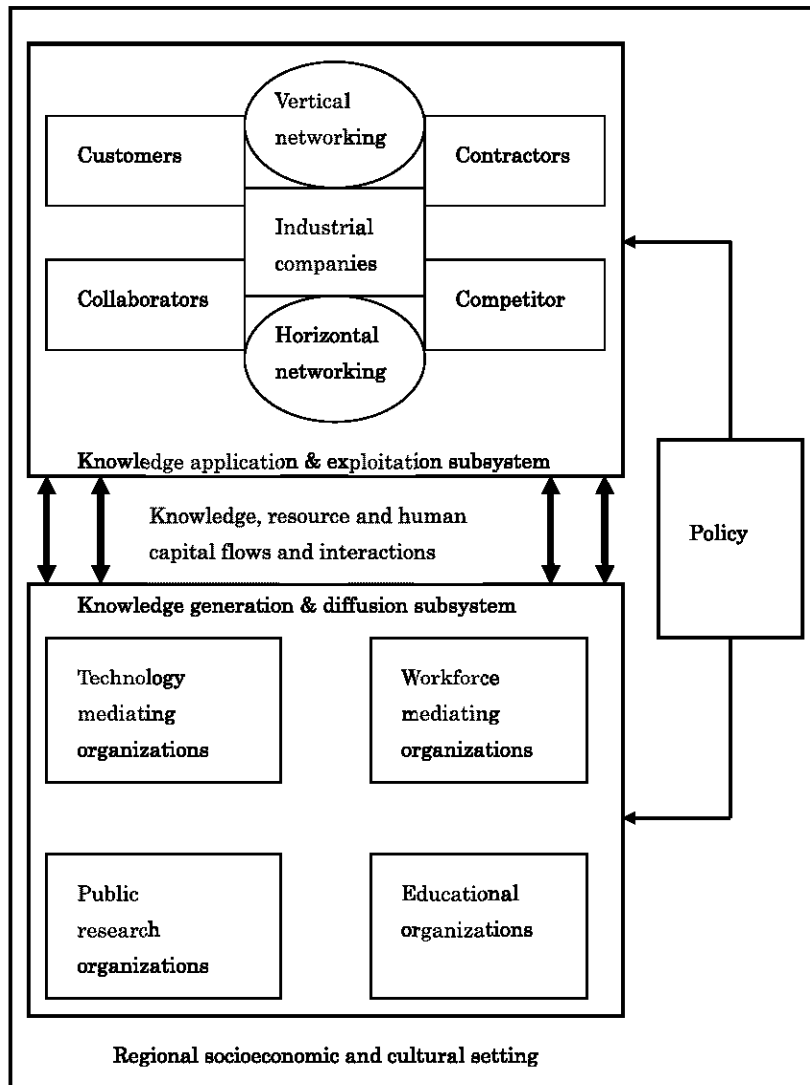 Vertical
networking
Customers
Contractors
Industrial
companies
Collaborators
Competitor
Horizontal
networking
Knowledge application & exploitation subsystem
Knowledge, resource and human
capital flows and interactions
Policy
Knowledge generation & diffusion subsystem
Technology
mediating
organizations
Workforce
mediating
organizations
Public
research
organizations
Educational
organizations
Regional socioeconomic and cultural setting